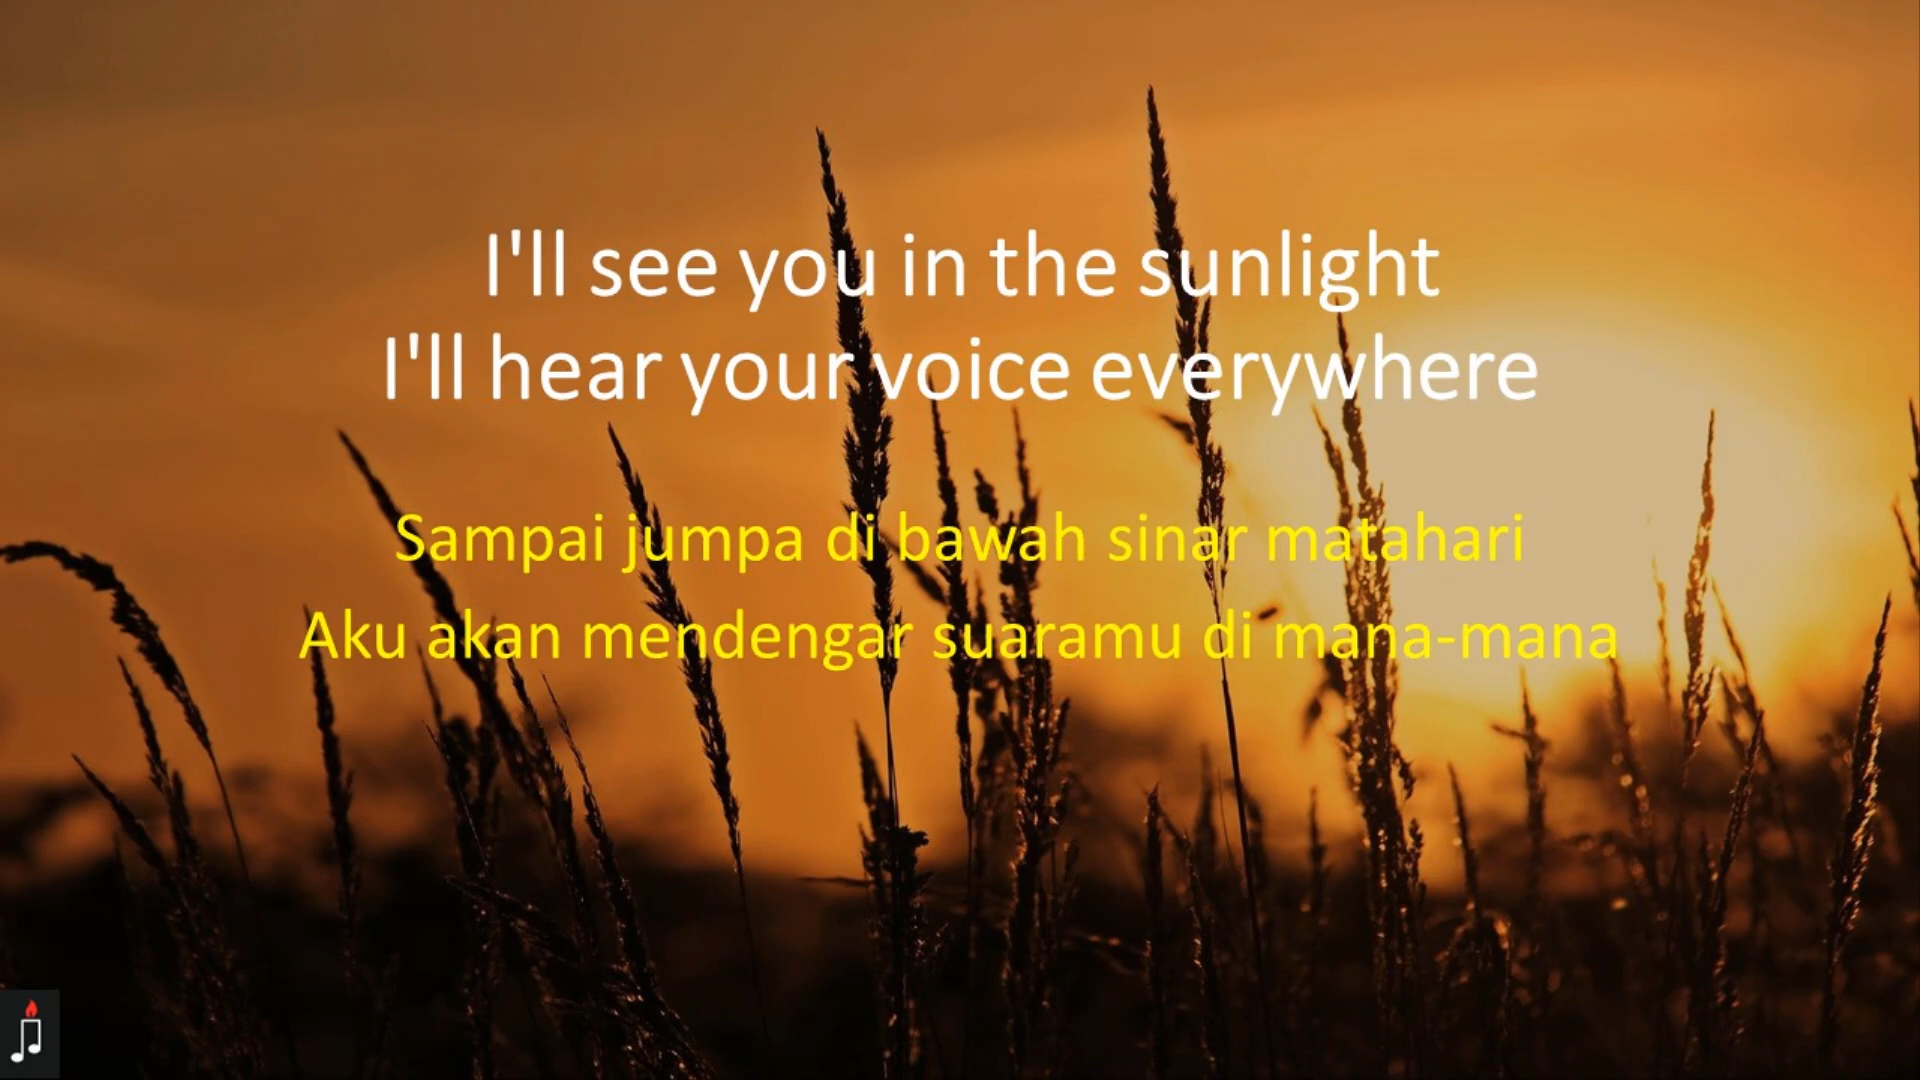 I'll see you in the sunlight
I'll hear your voice everywhere
Sampai jumpa di bawah sinar matahari
Aku akan mendengar suaramu di mana-mana